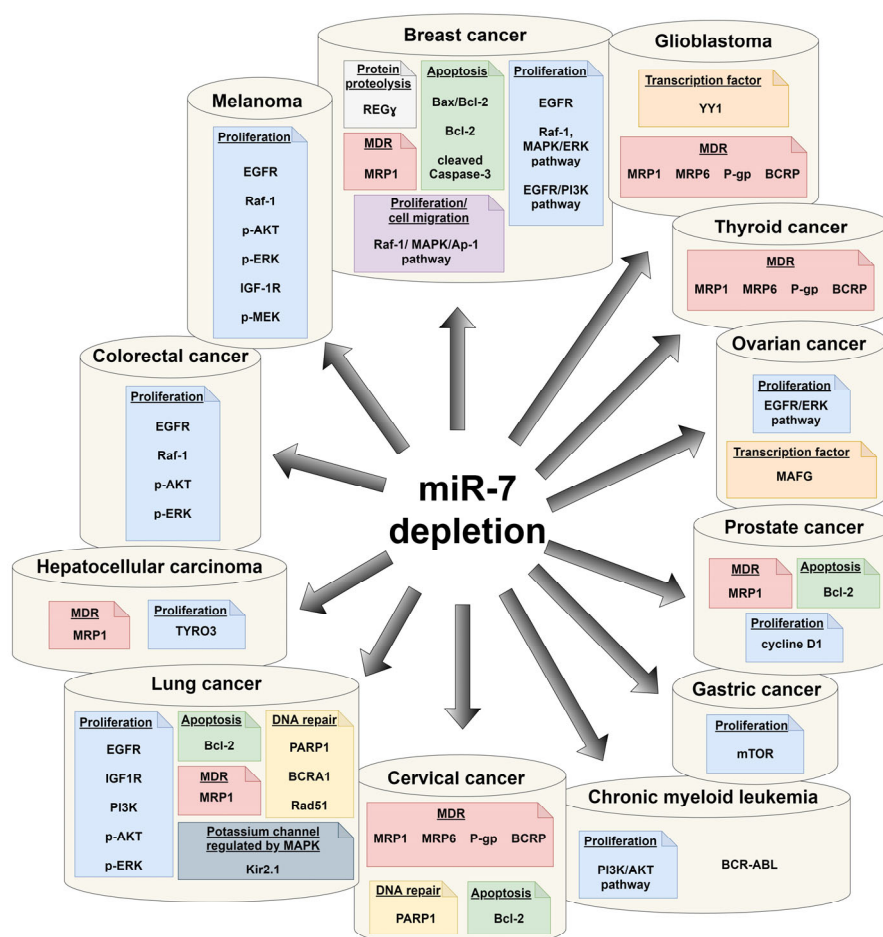 Breast cancer
Protein
proteolysis
REGɣ
MDR
MRP1
Apoptosis
Bax/Bcl-2
Bcl-2
cleaved
Caspase-3
Proliferation
EGFR
Raf-1,
MAPK/ERK
pathway
EGFR/PI3K
pathway
Proliferation/
cell migration
Raf-1/ MAPK/Ap-1
pathway
Glioblastoma
Transcription factor
YY1
MDR
MRP1 MRP6 P-gp BCRP
Thyroid cancer
MDR
MRP1 MRP6 P-gp BCRP
Ovarian cancer
Proliferation
EGFR/ERK
pathway
Transcription factor
MAFG
Prostate cancer
MDR
MRP1
Apoptosis
Bcl-2
Proliferation
cycline D1
Gastric cancer
Proliferation
mTOR
Chronic myeloid leukemia
Proliferation
PI3K/AKT
pathway
BCR-ABL
Cervical cancer
MDR
MRP1 MRP6 P-gp BCRP
DNA repair
PARP1
Apoptosis
Bcl-2
Lung cancer
Proliferation
EGFR
IGF1R
PI3K
p-AKT
p-ERK
Apoptosis
Bcl-2
MDR
MRP1
DNA repair
PARP1
BCRA1
Rad51
Potassium channel
regulated by MAPK
Kir2.1
Hepatocellular carcinoma
MDR
MRP1
Proliferation
TYRO3
Colorectal cancer
Proliferation
EGFR
Raf-1
p-AKT
p-ERK
Melanoma
Proliferation
EGFR
Raf-1
p-AKT
p-ERK
IGF-1R
p-MEK
miR-7
depletion